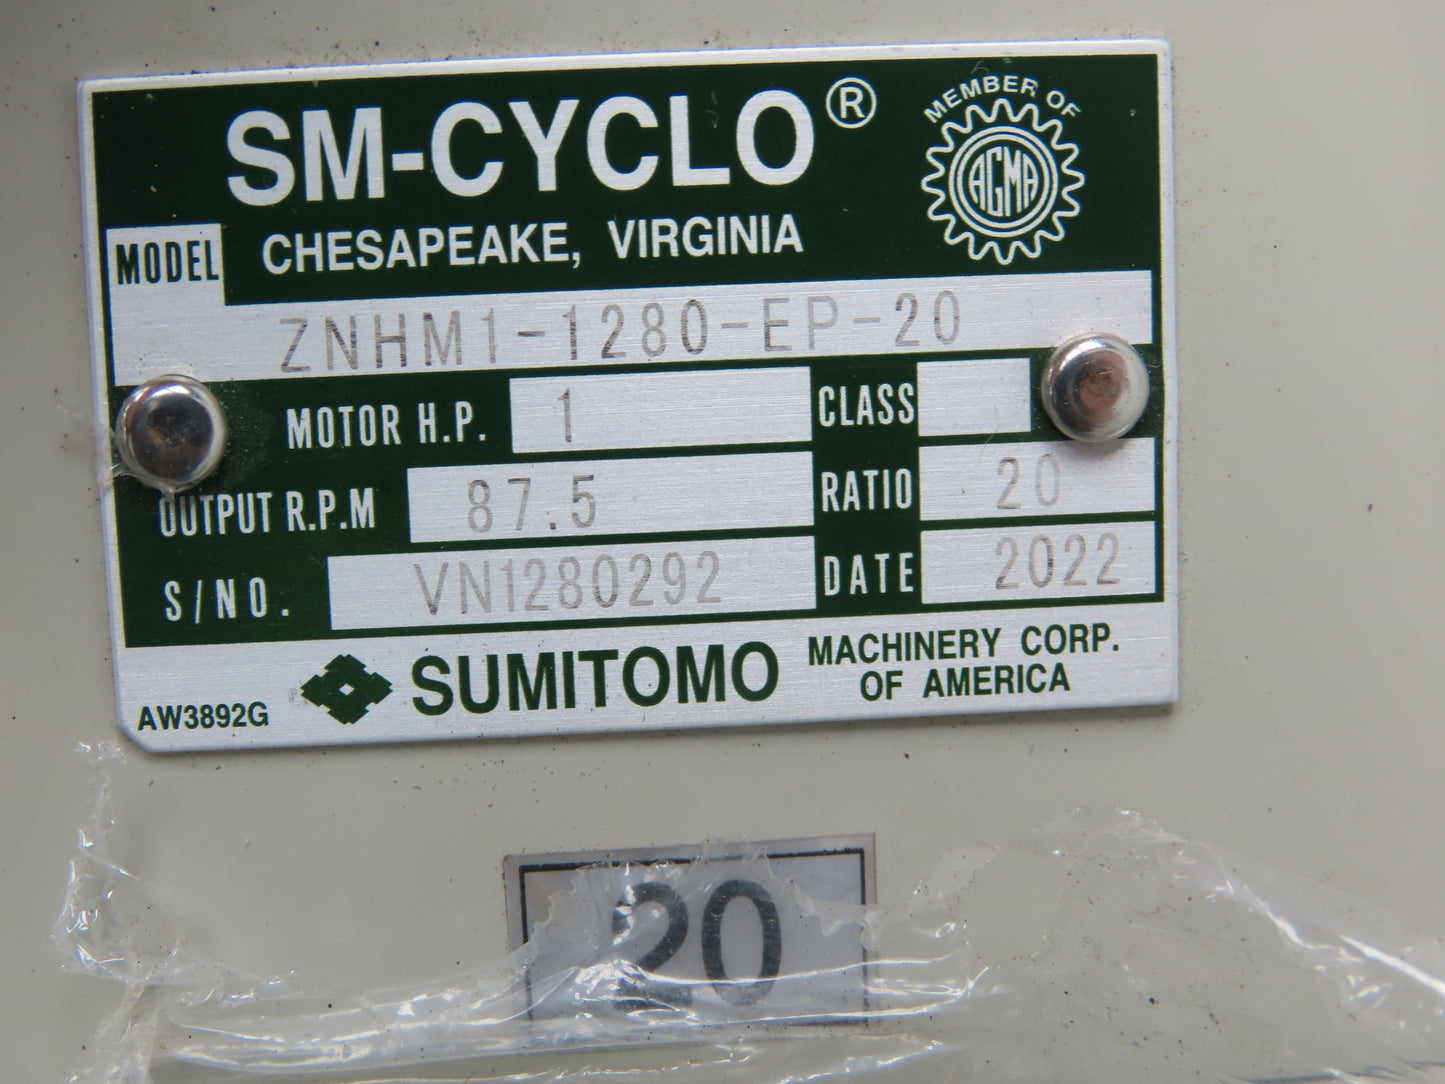 SM-CYCLO®
MEMBER OF
AGMA
CHESAPEAKE, VIRGINIA
MODEL
ZNHM1-1280-EP-20
MOTOR H.P. 1 CLASS
OUTPUT R.P.M 87.5 RATIO 20
S/NO. VN1280292 DATE 2022
AW3892G SUMITOMO MACHINERY CORP.
OF AMERICA
20